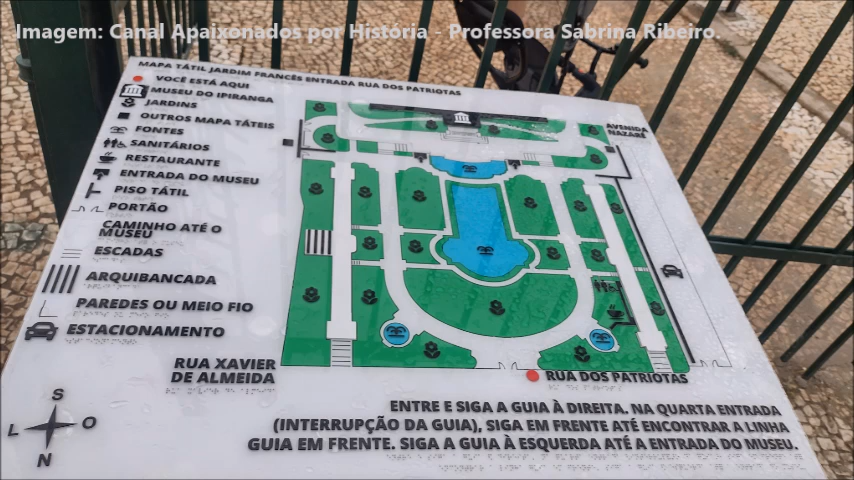 Imagem: Canal Apaixonados por História - Professora Sabrina Ribeiro.
MAPA TÁTIL JARDIM FRANCÊS ENTRADA RUA DOS PATRIOTAS
VOCÊ ESTÁ AQUI
MUSEU DO IPIRANGA
JARDINS
OUTROS MAPA TÁTEIS
FONTES
SANITÁRIOS
RESTAURANTE
ENTRADA DO MUSEU
PISO TÁTIL
PORTÃO
CAMINHO ATÉ O
MUSEU
ESCADAS
ARQUIBANCADA
PAREDES OU MEIO FIO
ESTACIONAMENTO
AVENIDA
NAZARÉ
RUA XAVIER
DE ALMEIDA
RUA DOS PATRIOTAS
S
L O
N
ENTRE E SIGA A GUIA À DIREITA. NA QUARTA ENTRADA
(INTERRUPÇÃO DA GUIA), SIGA EM FRENTE ATÉ ENCONTRAR A LINHA
GUIA EM FRENTE. SIGA A GUIA À ESQUERDA ATÉ A ENTRADA DO MUSEU.